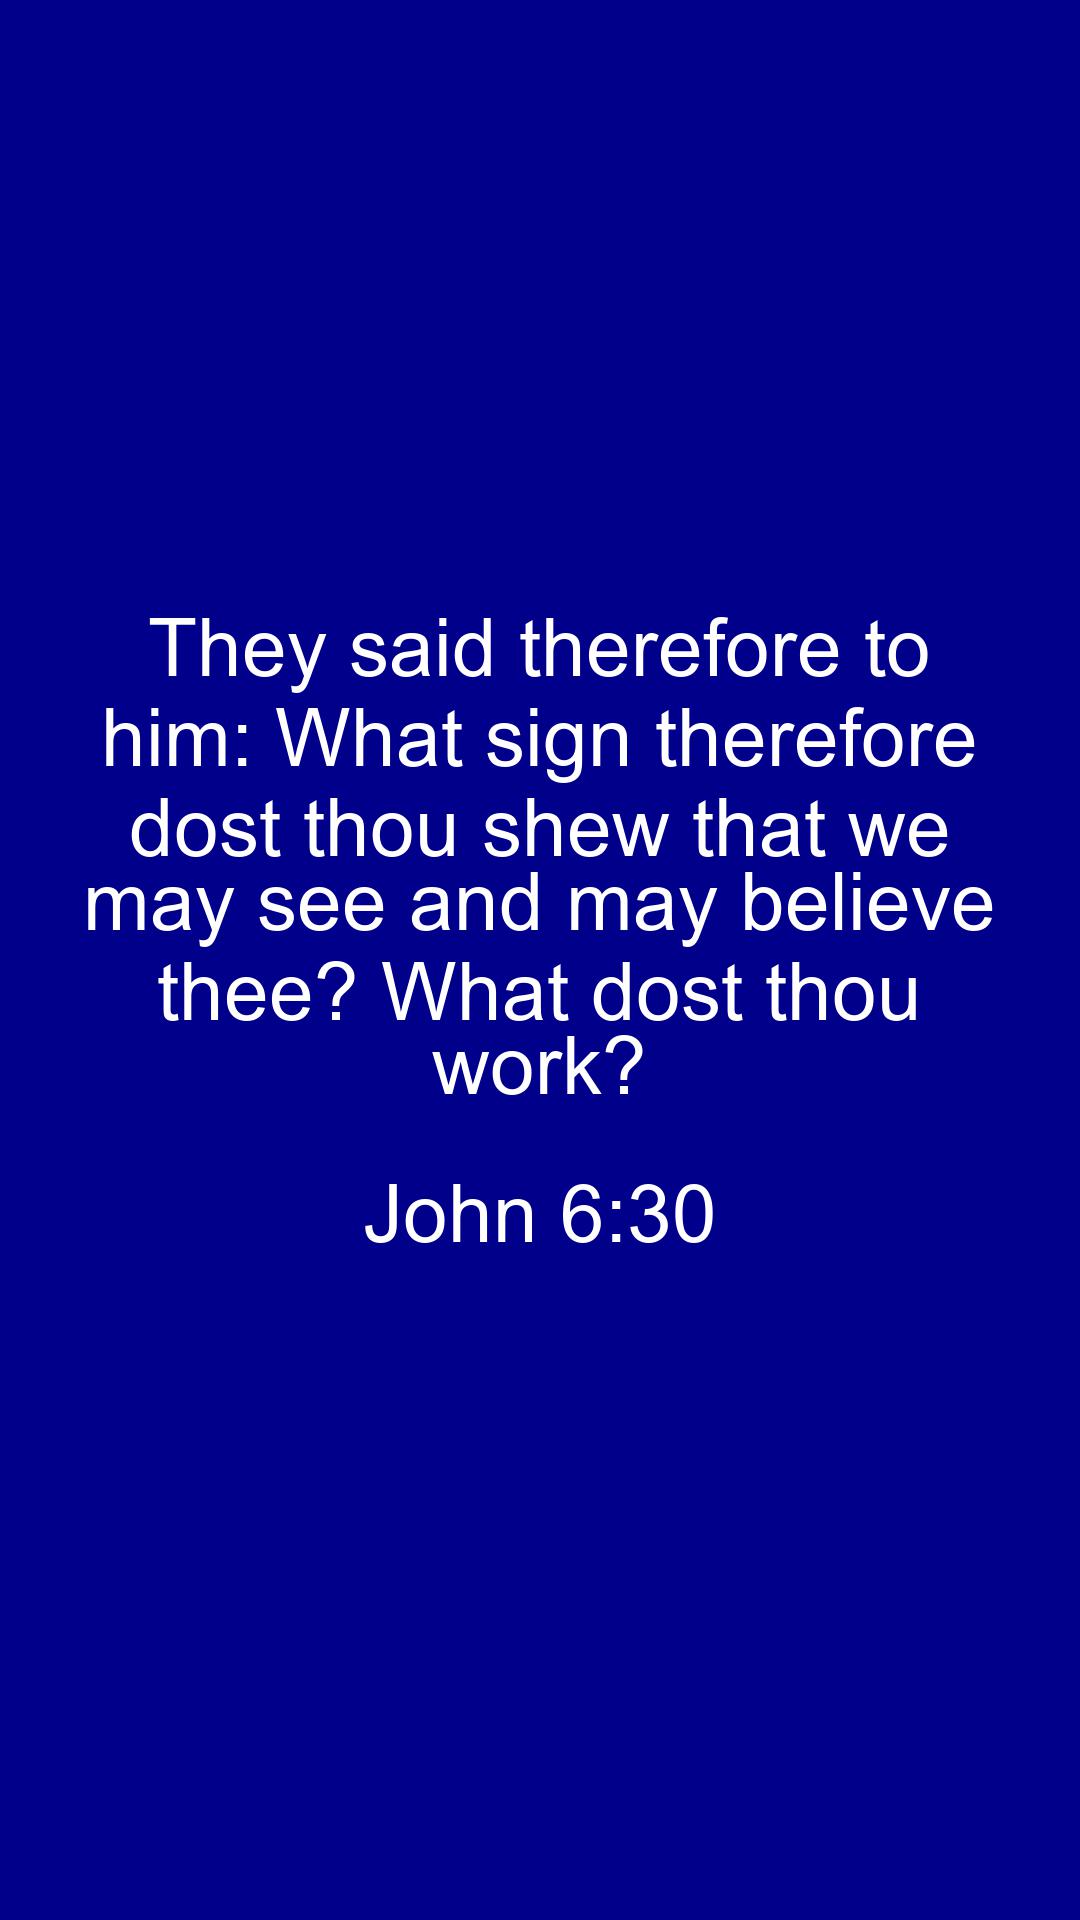 They said therefore to
him: What sign therefore
dost thou shew that we
may see and may believe
thee? What dost thou
work?
John 6:30